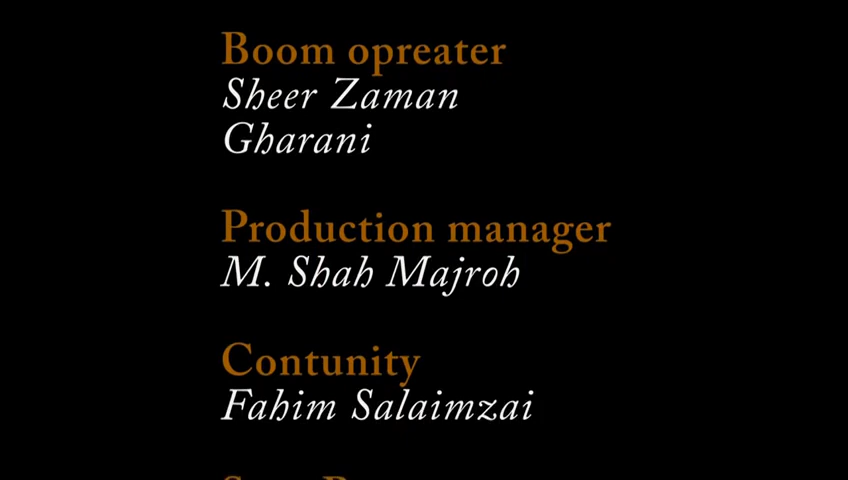 Boom opreater
Sheer Zaman
Gharani
Production manager
M. Shah Majroh
Contunity
Fahim Salaimzai